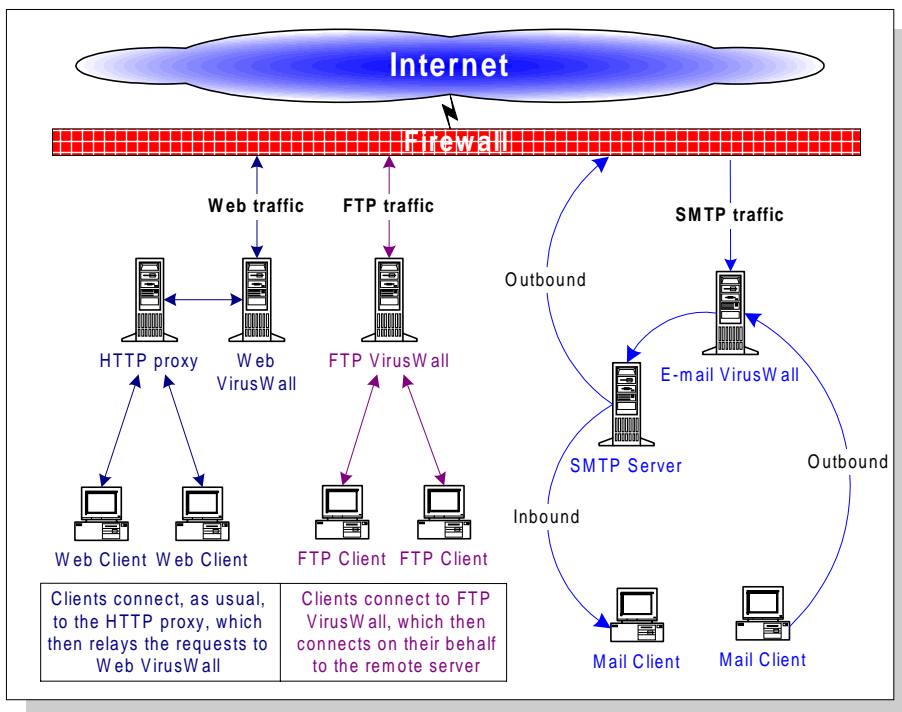 Internet
Firewall
Web traffic
FTP traffic
SMTP traffic
Outbound
HTTP proxy
Web
VirusWall
FTP VirusWall
E-mail VirusWall
SMTP Server
Outbound
Inbound
Web Client
Web Client
FTP Client
FTP Client
Mail Client
Mail Client
Clients connect, as usual,
to the HTTP proxy, which
then relays the requests to
Web VirusWall
Clients connect to FTP
VirusWall, which then
connects on their behalf
to the remote server